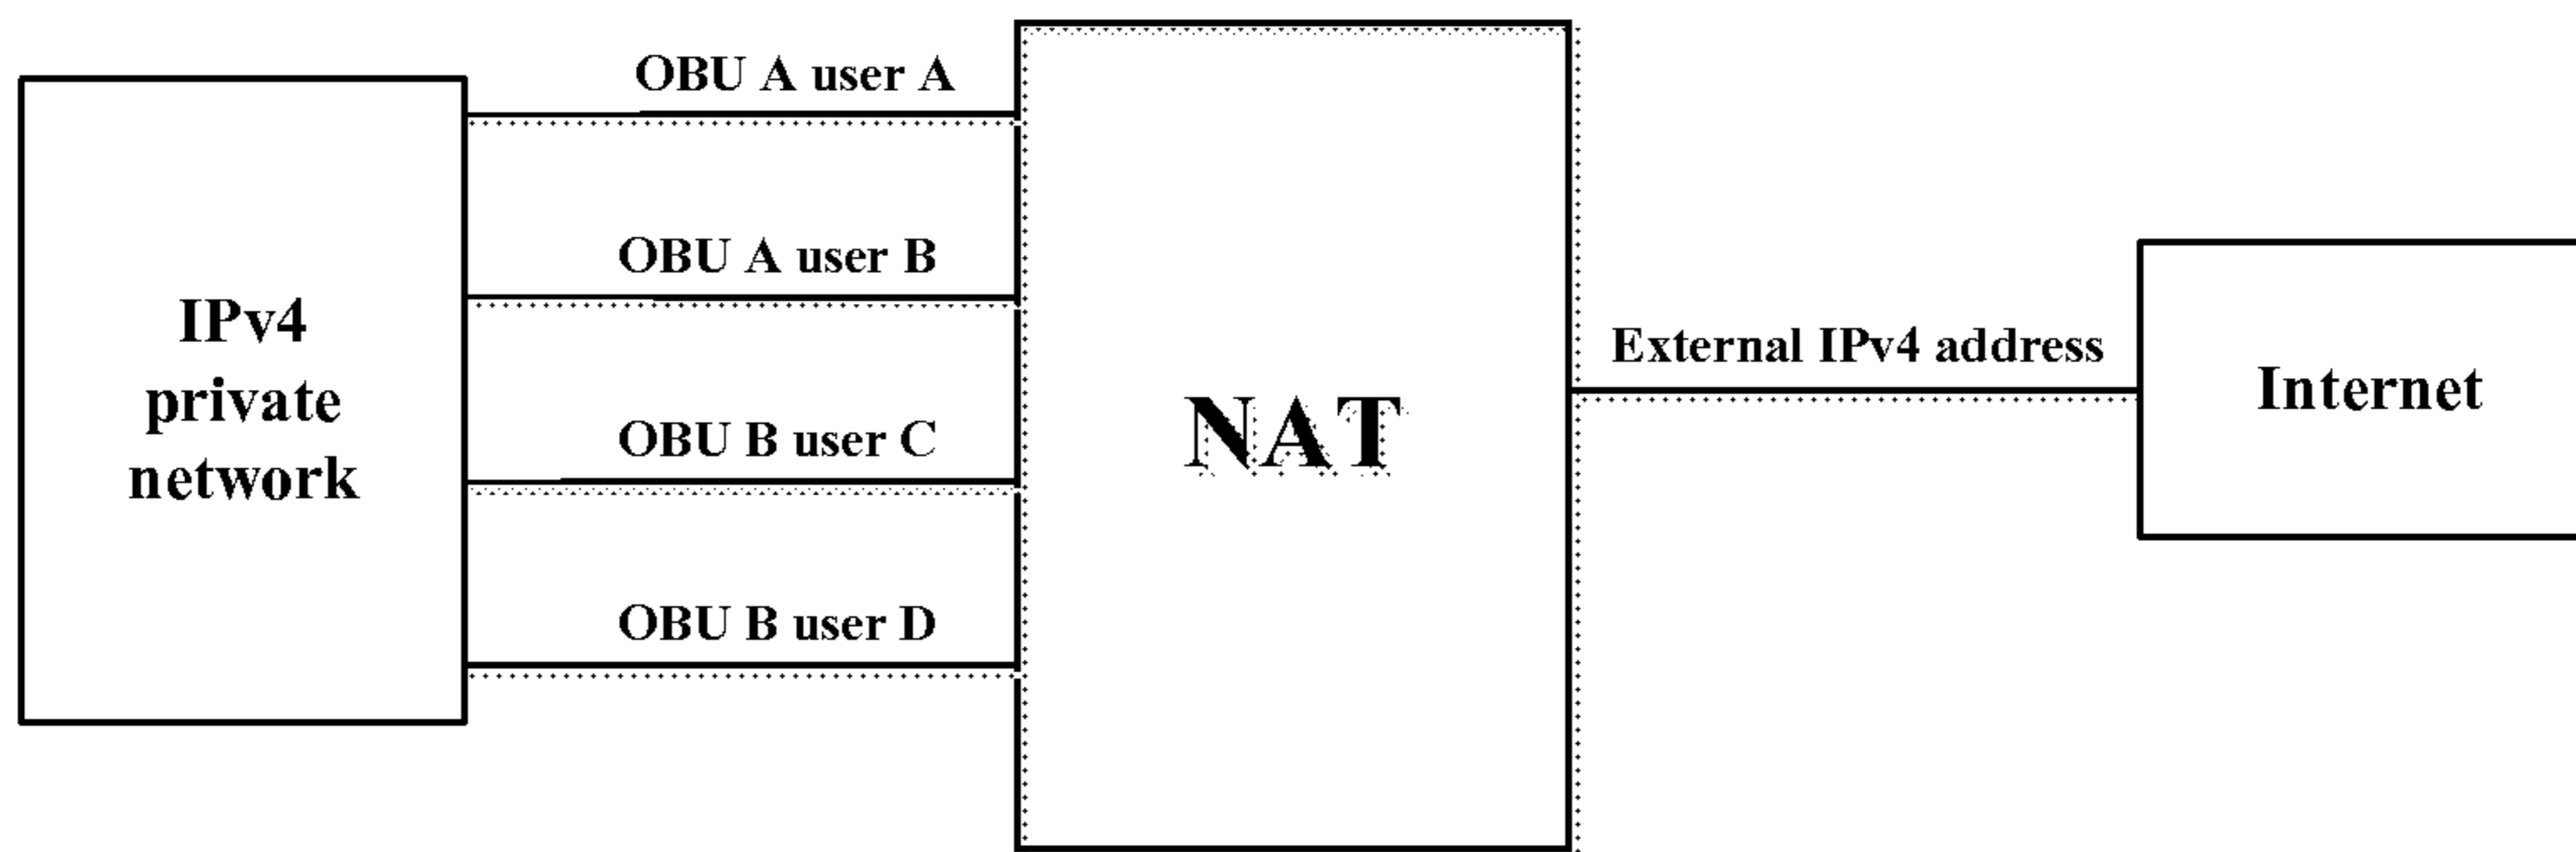 IPv4
private
network
OBU A user A
OBU A user B
OBU B user C
OBU B user D
NAT
External IPv4 address
Internet